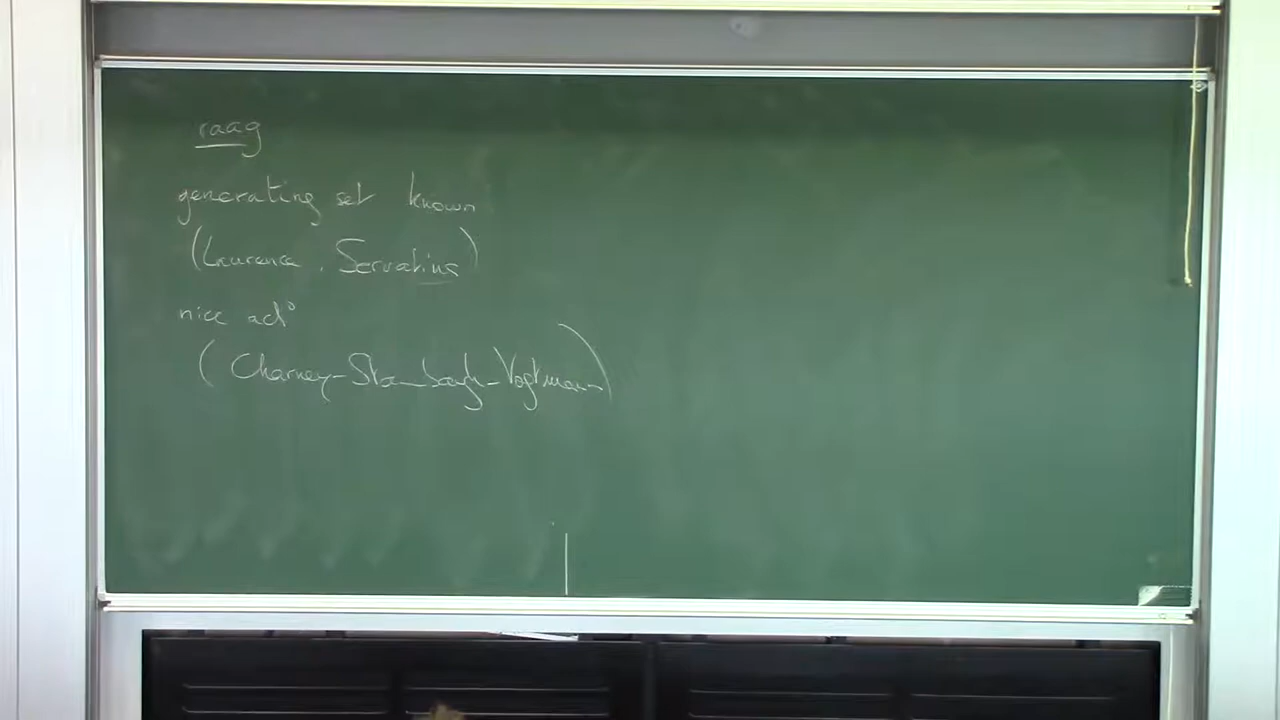 raag
generating set known
(Laurence, Servatius)
nice act°
(Charney-Stambaugh-Vogtmann)